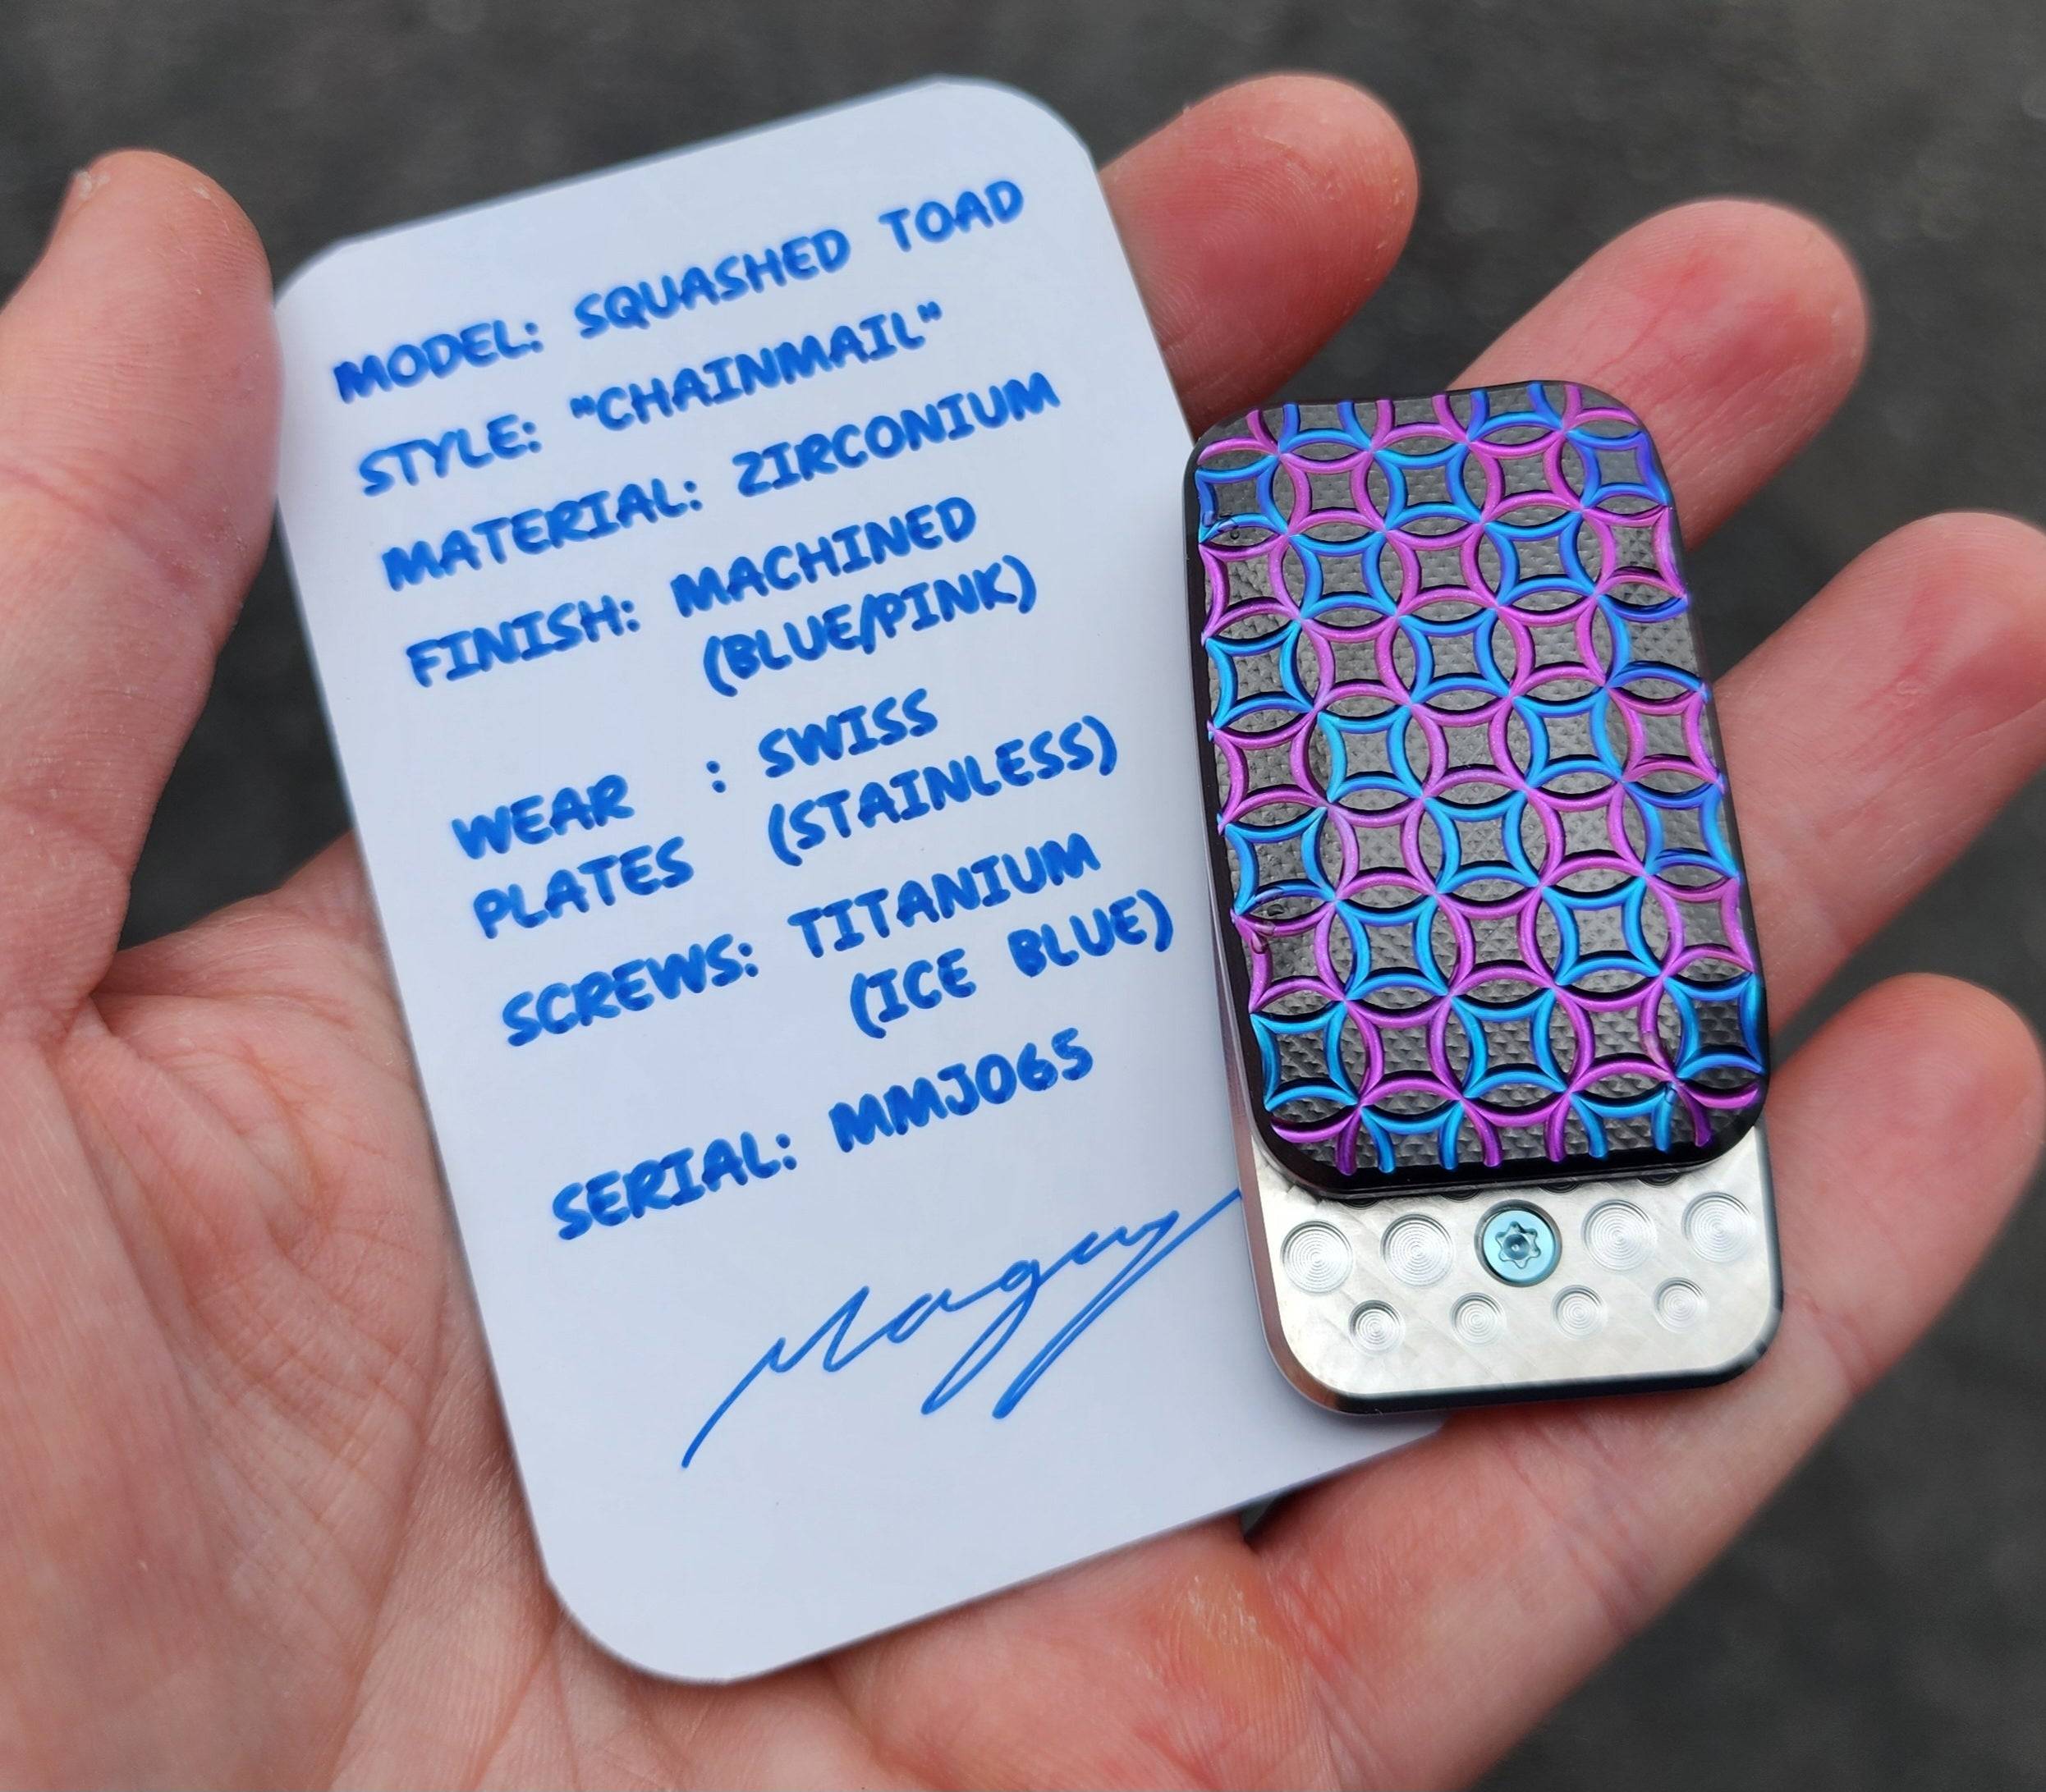 MODEL: SQUASHED TOAD
STYLE: "CHAINMAIL"
MATERIAL: ZIRCONIUM
FINISH: MACHINED
(BLUE/PINK)
WEAR : SWISS
PLATES (STAINLESS)
SCREWS: TITANIUM
(ICE BLUE)
SERIAL: MMJ065
Maguy